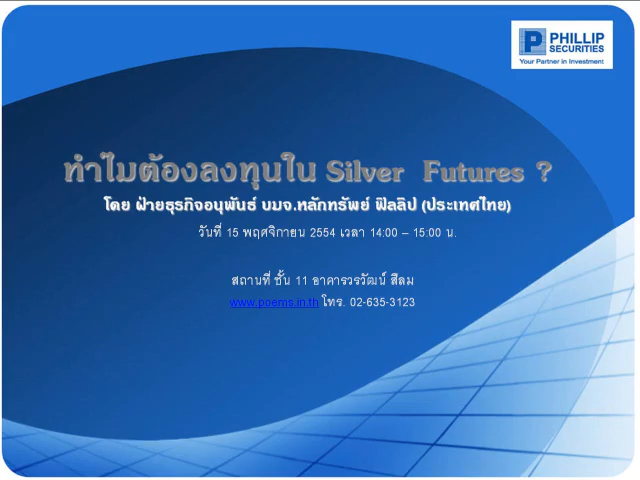 PHILLIP
SECURITIES
Your Partner in Investment
ทำไมต้องลงทุนใน Silver Futures ?
โดย ฝ่ายธุรกิจอนุพันธ์ บมจ.หลักทรัพย์ ฟิลลิป (ประเทศไทย)
วันที่ 15 พฤศจิกายน 2554 เวลา 14:00 – 15:00 น.
สถานที่ ชั้น 11 อาคารวรวัฒน์ สีลม
www.poems.in.th โทร. 02-635-3123